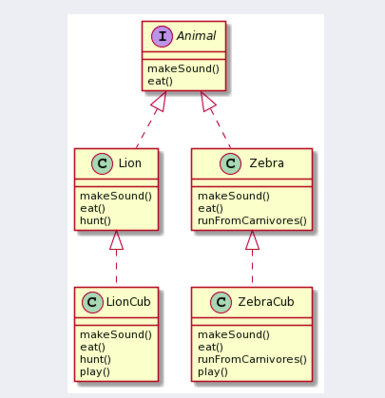 I Animal
makeSound()
eat()
C Lion
makeSound()
eat()
hunt()
C Zebra
makeSound()
eat()
runFromCarnivores()
C LionCub
makeSound()
eat()
hunt()
play()
C ZebraCub
makeSound()
eat()
runFromCarnivores()
play()